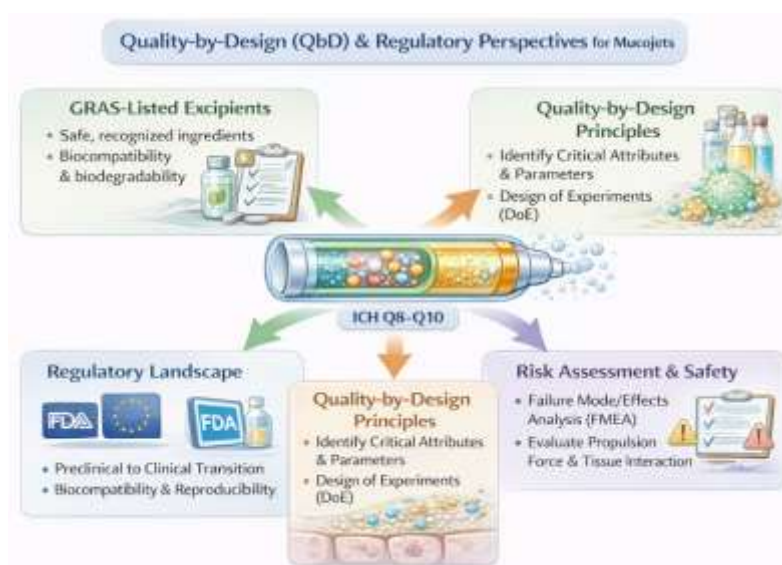 Quality-by-Design (QbD) & Regulatory Perspectives for Mucojets
GRAS-Listed Excipients
• Safe, recognized ingredients
• Biocompatibility
& biodegradability
Quality-by-Design
Principles
• Identify Critical Attributes
& Parameters
• Design of Experiments
(DoE)
ICH Q8-Q10
Regulatory Landscape
FDA
FDA
• Preclinical to Clinical Transition
• Biocompatibility & Reproducibility
Quality-by-Design
Principles
• Identify Critical Attributes
& Parameters
• Design of Experiments
(DoE)
Risk Assessment & Safety
• Failure Mode/Effects
Analysis (FMEA)
• Evaluate Propulsion
Force & Tissue Interaction